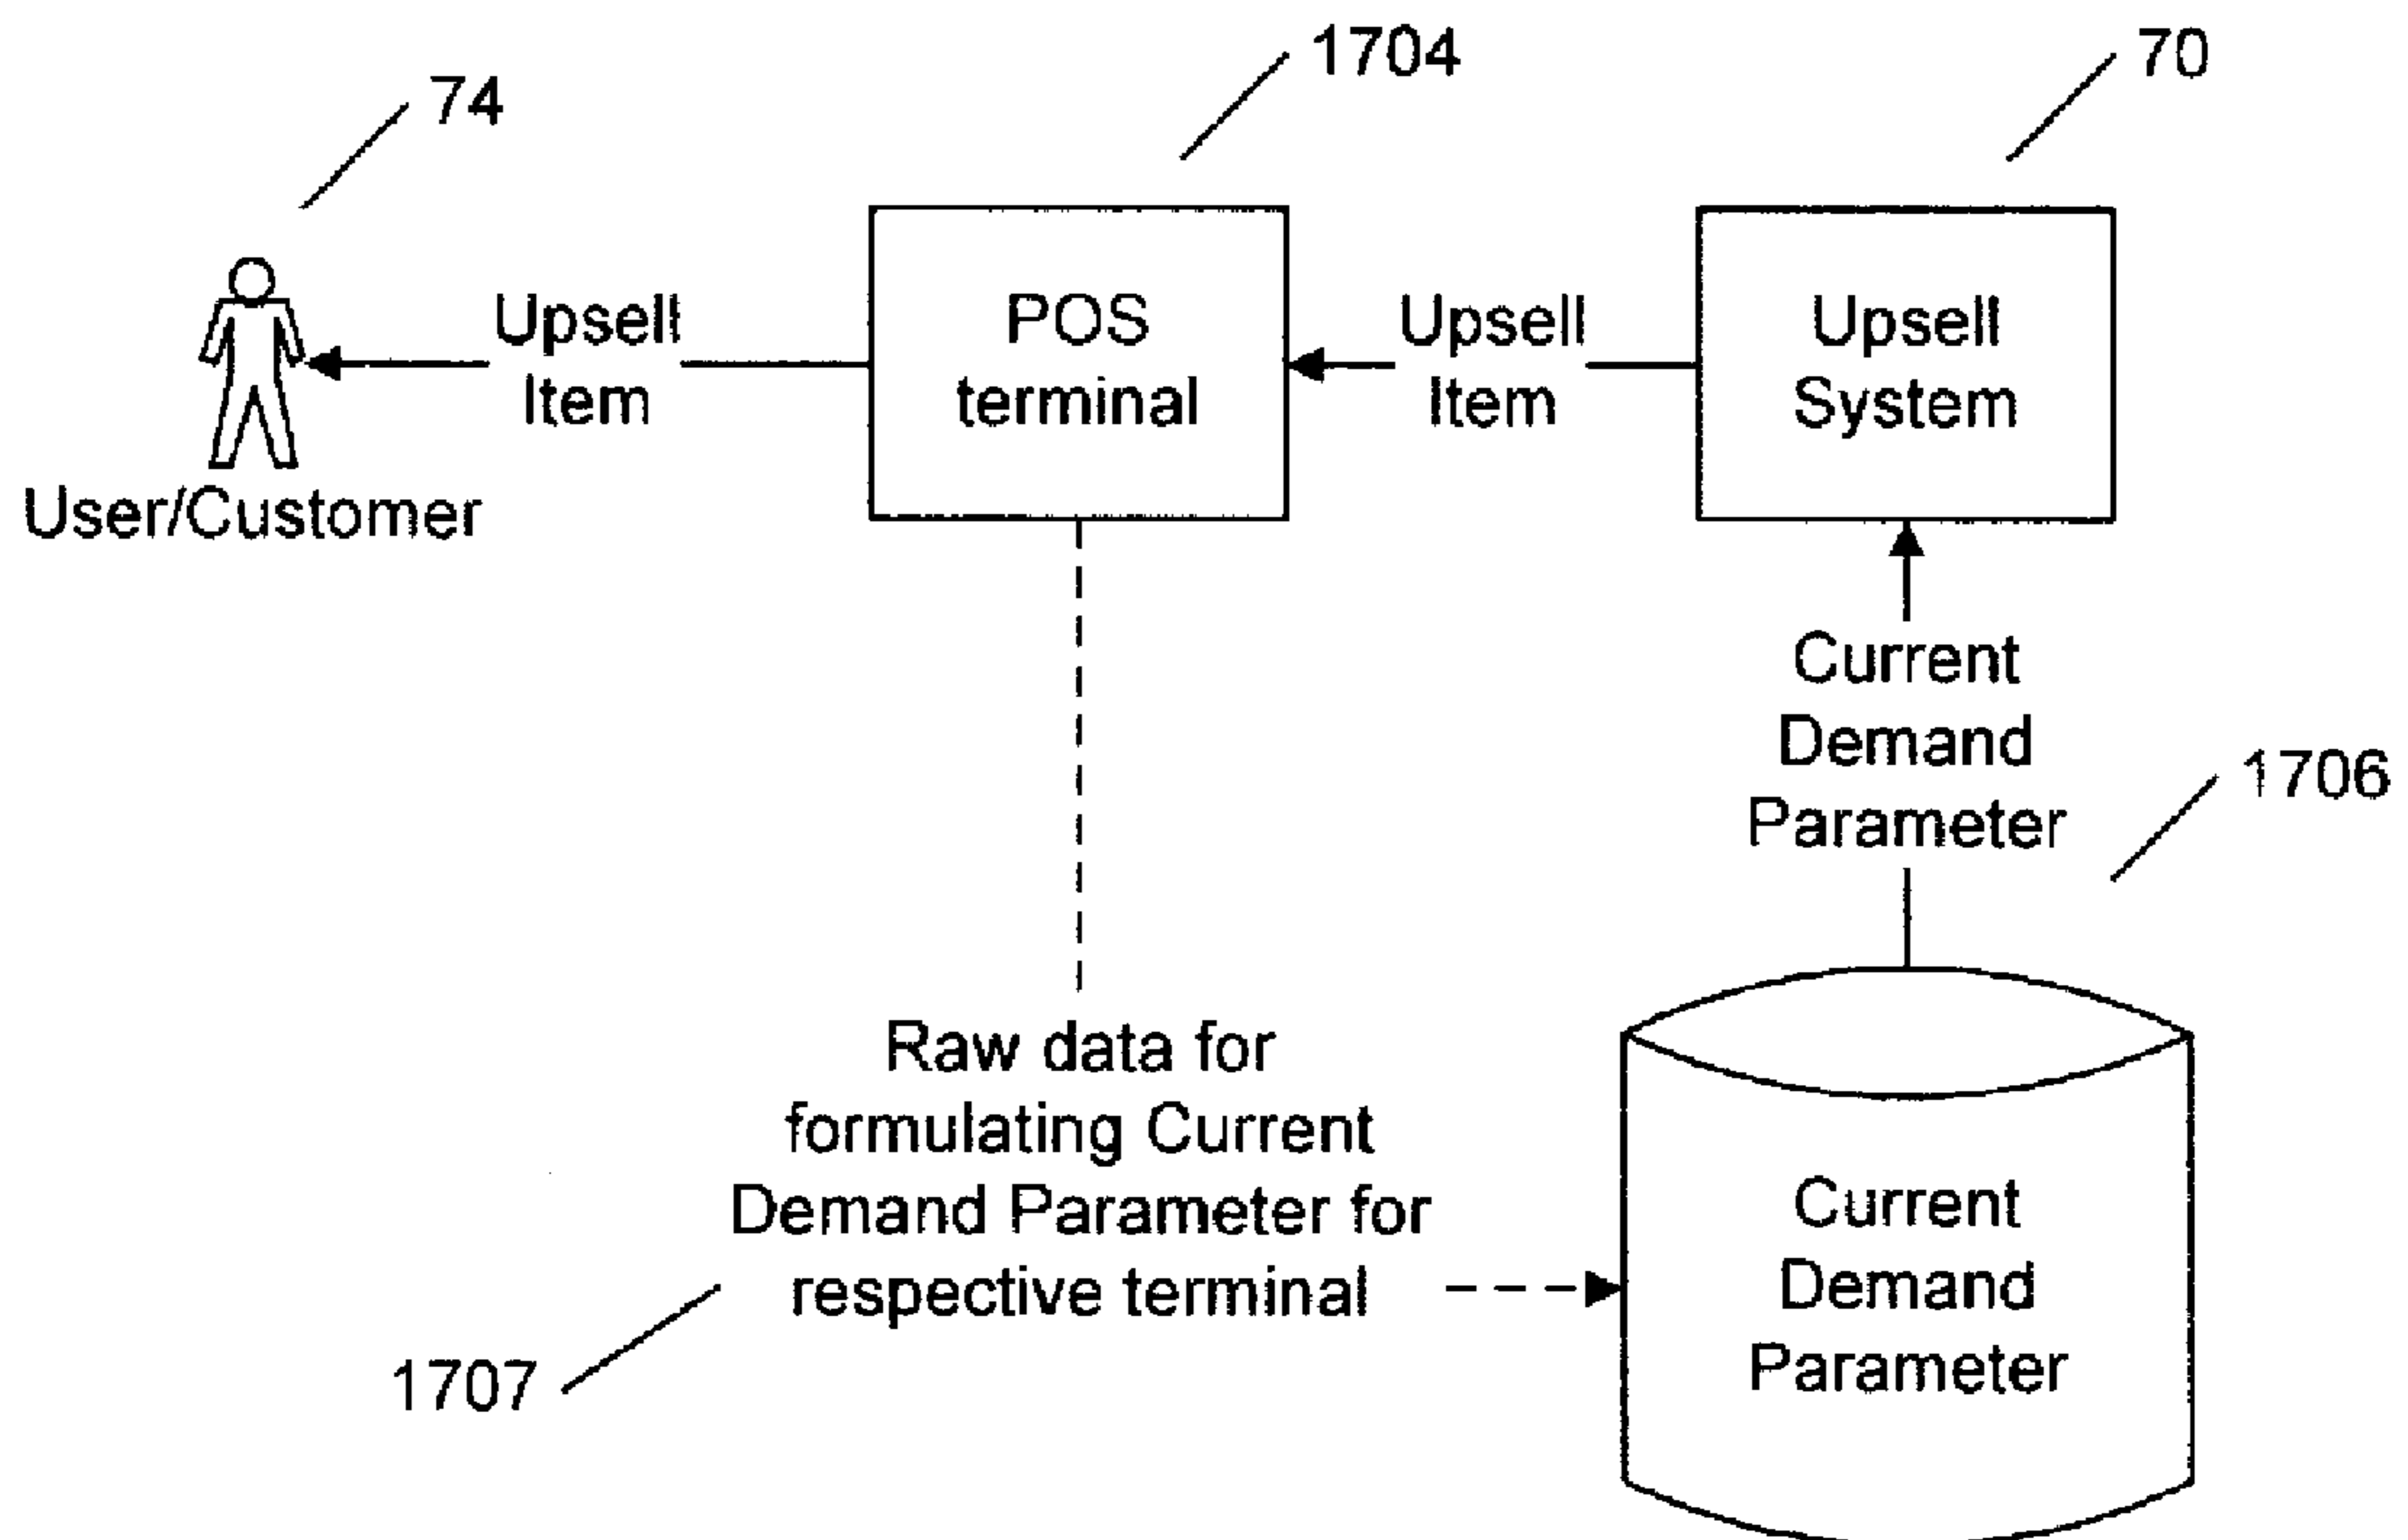 1704
70
74
Upsell
Item
POS
terminal
Upsell
Item
Upsell
System
User/Customer
Current
Demand
Parameter
1706
Raw data for
formulating Current
Demand Parameter for
respective terminal
1707
Current
Demand
Parameter